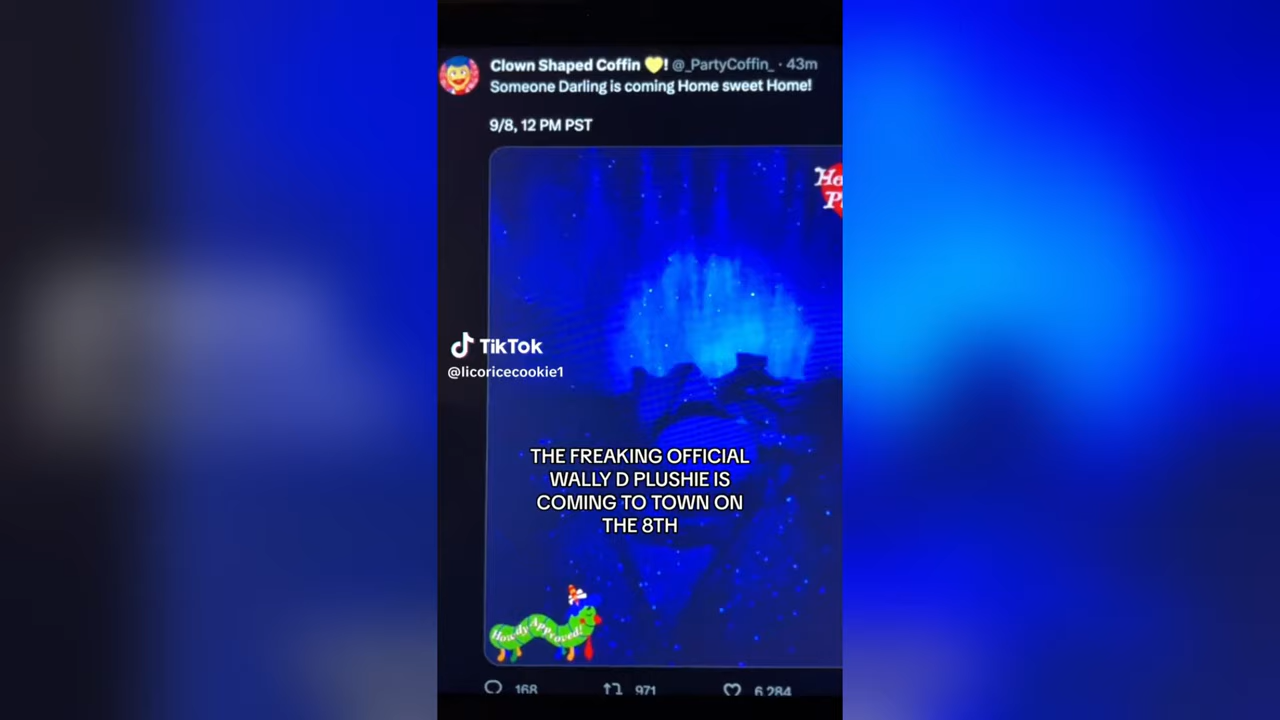 Clown Shaped Coffin 💛! @_PartyCoffin_ · 43m
Someone Darling is coming Home sweet Home!
9/8, 12 PM PST
TikTok
@licoricecookie1
THE FREAKING OFFICIAL
WALLY D PLUSHIE IS
COMING TO TOWN ON
THE 8TH
Howdy Approved!
168 971 6,284